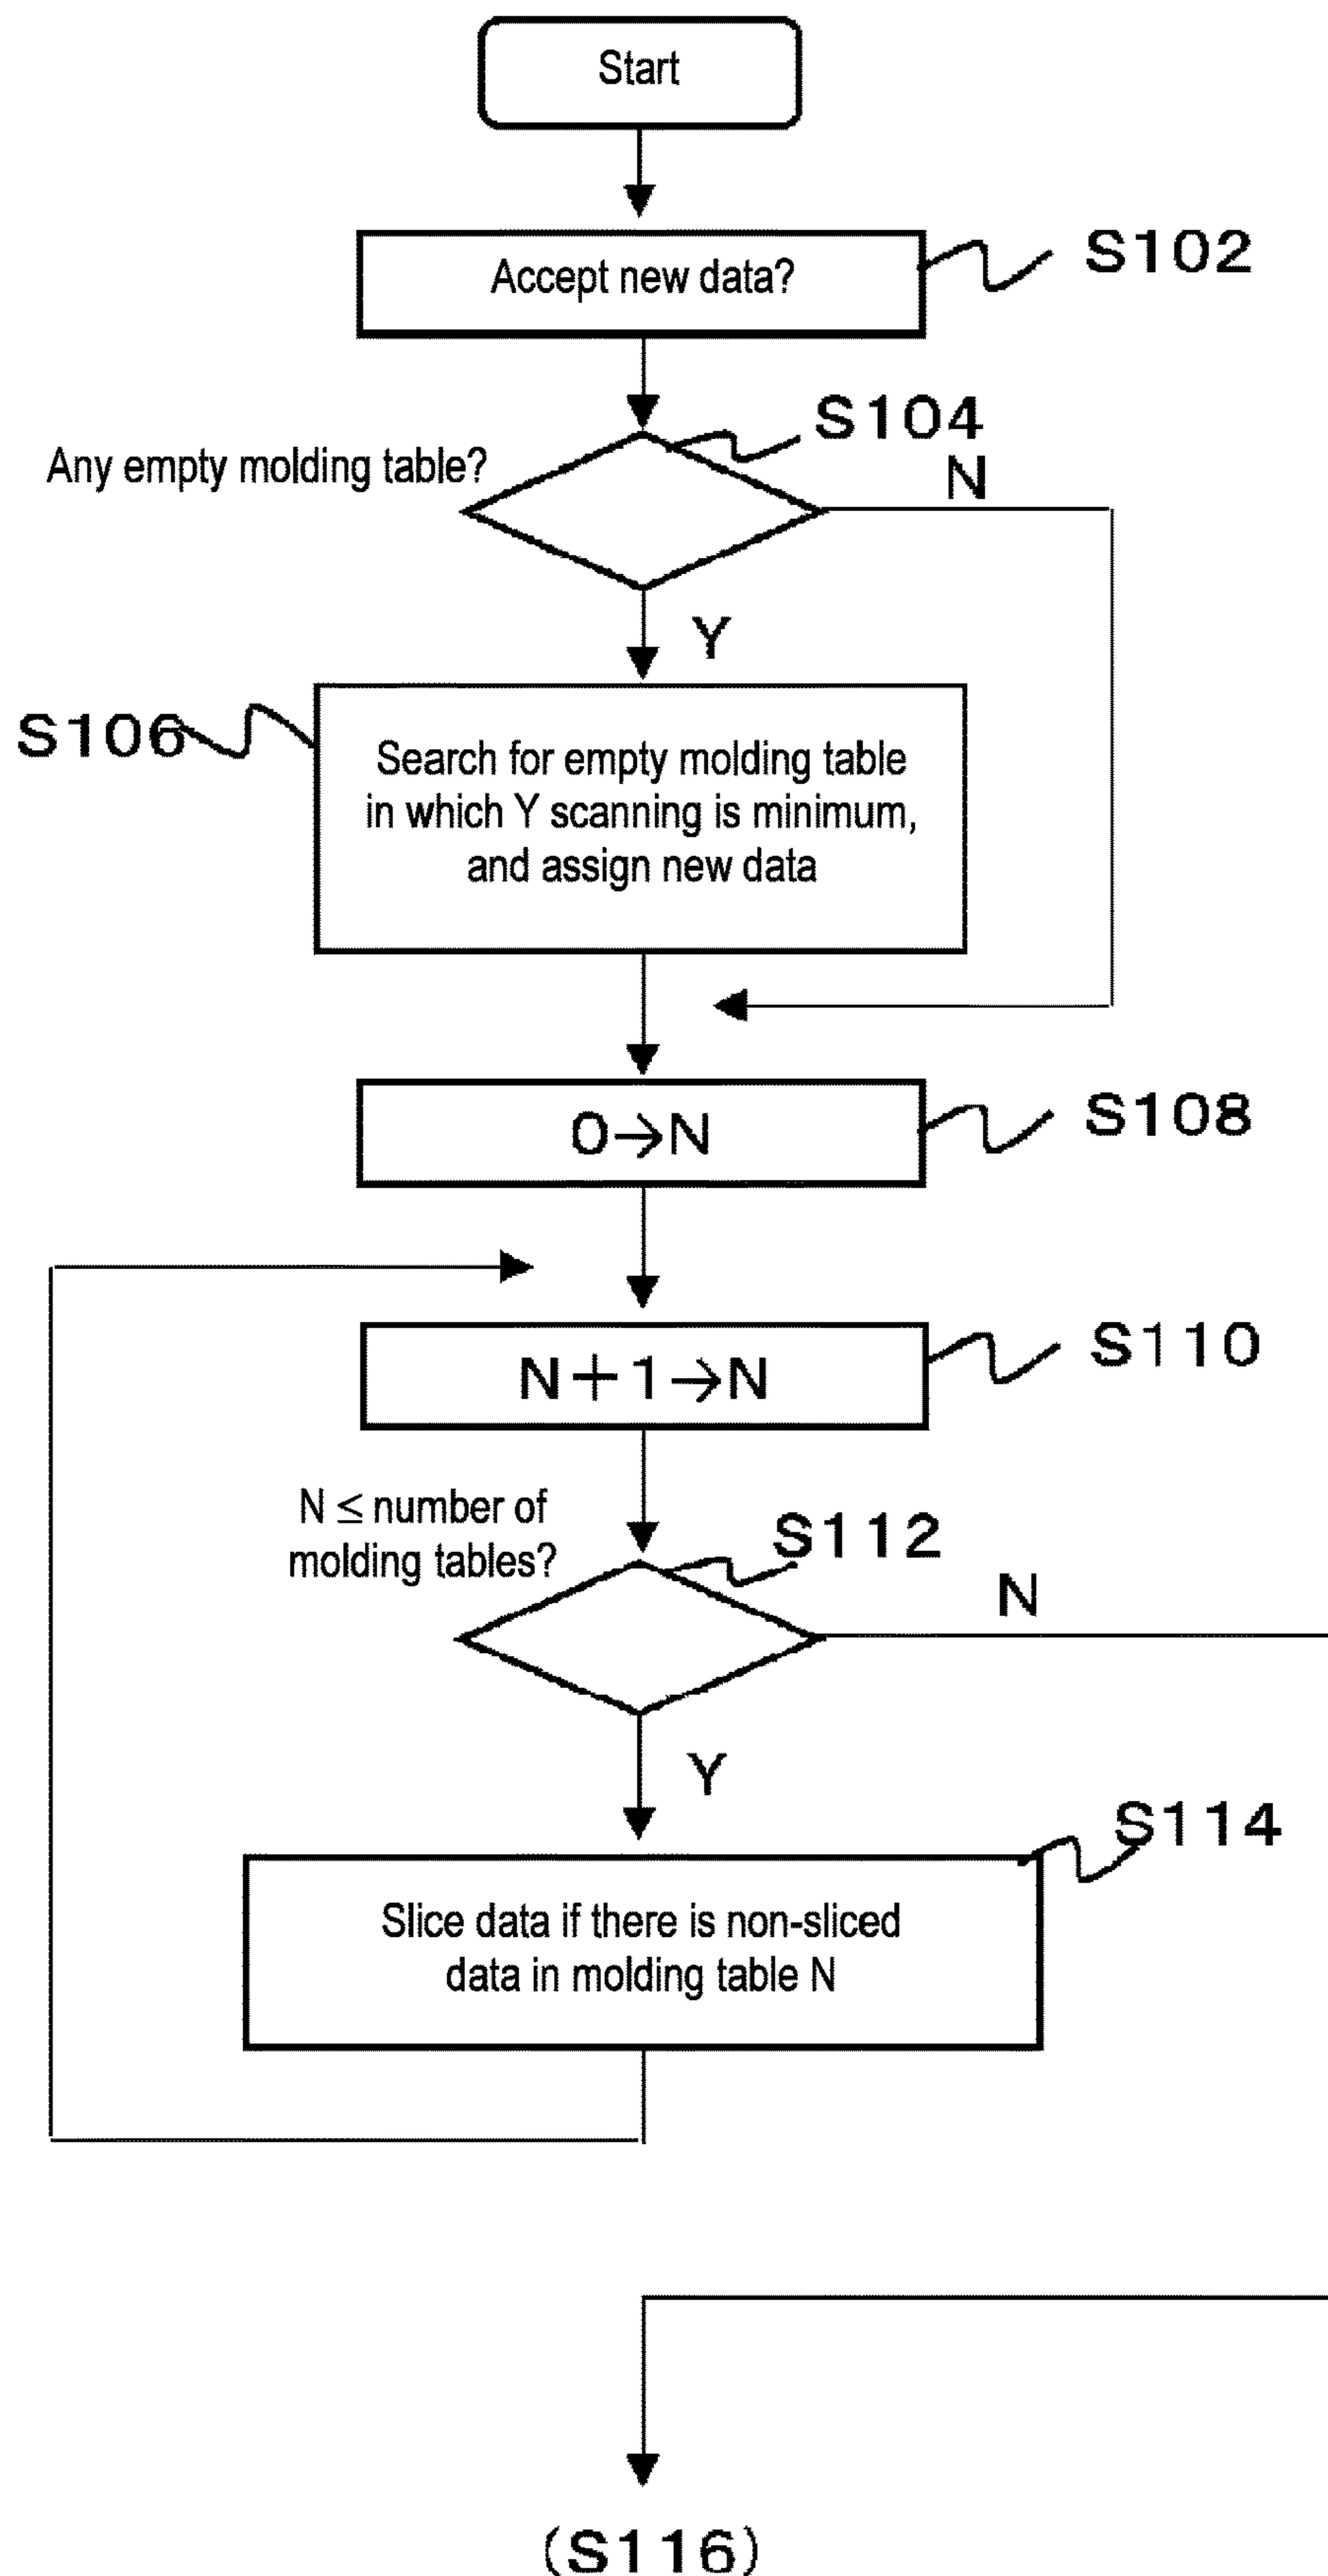 Start
Accept new data?
S102
S104
Any empty molding table?
N
Y
S106
Search for empty molding table
in which Y scanning is minimum,
and assign new data
0→N
S108
N+1→N
S110
N ≤ number of
molding tables?
S112
N
Y
S114
Slice data if there is non-sliced
data in molding table N
(S116)